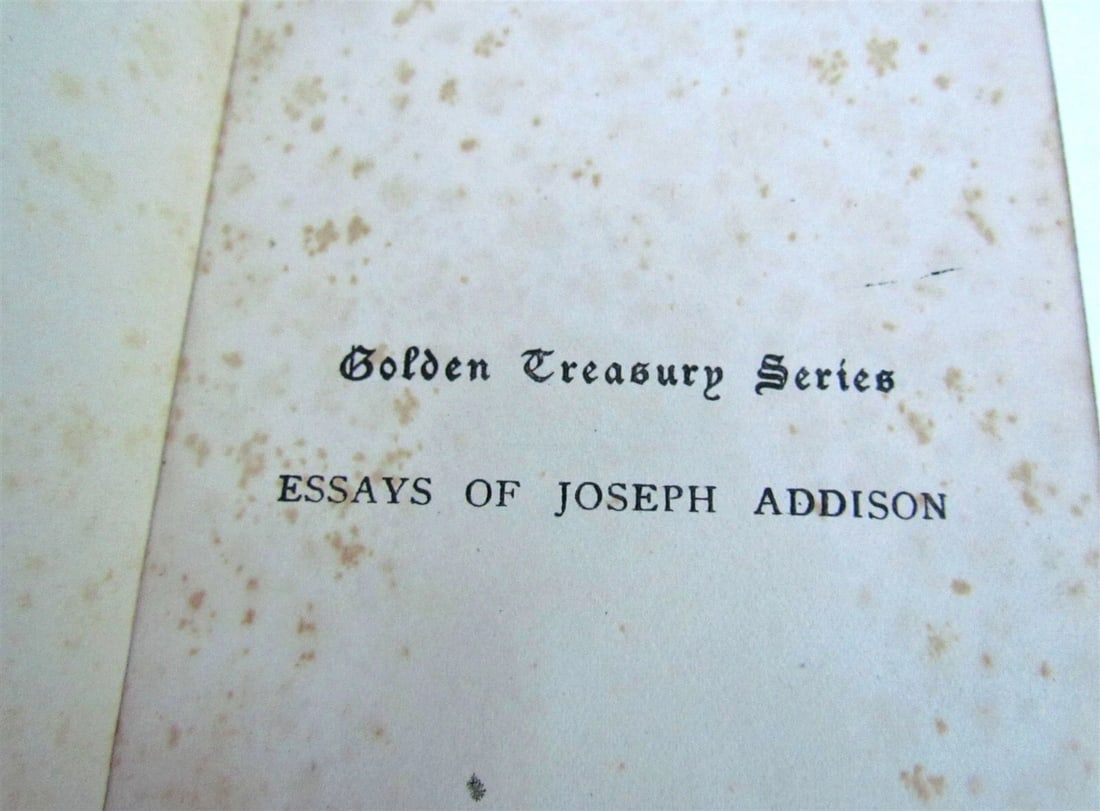 Golden Treasury Series
ESSAYS OF JOSEPH ADDISON